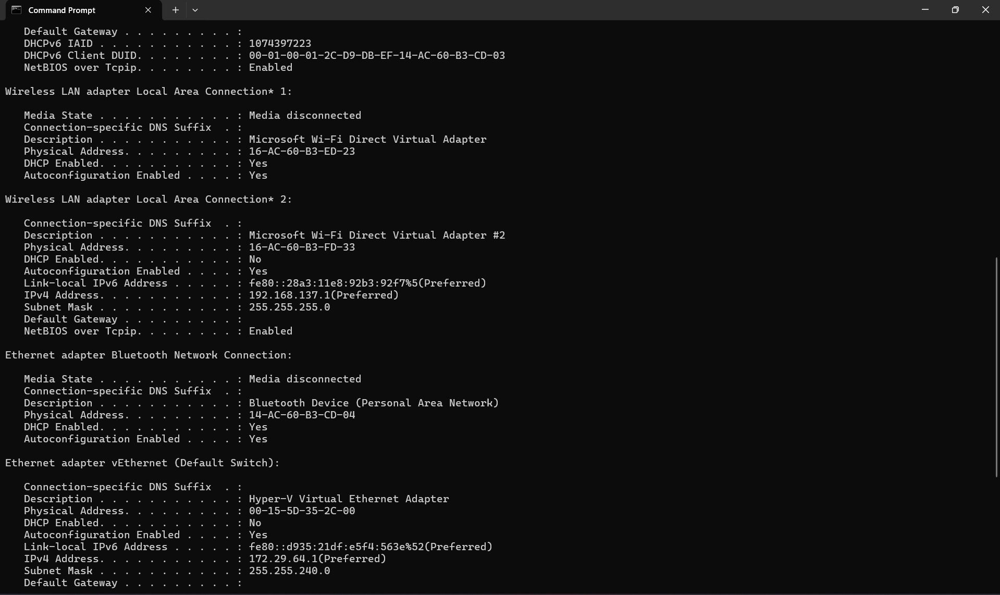 Command Prompt
   Default Gateway . . . . . . . . . :
   DHCPv6 IAID . . . . . . . . . . . : 1074397223
   DHCPv6 Client DUID. . . . . . . . : 00-01-00-01-2C-D9-DB-EF-14-AC-60-B3-CD-03
   NetBIOS over Tcpip. . . . . . . . : Enabled

Wireless LAN adapter Local Area Connection* 1:

   Media State . . . . . . . . . . . : Media disconnected
   Connection-specific DNS Suffix  . :
   Description . . . . . . . . . . . : Microsoft Wi-Fi Direct Virtual Adapter
   Physical Address. . . . . . . . . : 16-AC-60-B3-ED-23
   DHCP Enabled. . . . . . . . . . . : Yes
   Autoconfiguration Enabled . . . . : Yes

Wireless LAN adapter Local Area Connection* 2:

   Connection-specific DNS Suffix  . :
   Description . . . . . . . . . . . : Microsoft Wi-Fi Direct Virtual Adapter #2
   Physical Address. . . . . . . . . : 16-AC-60-B3-FD-33
   DHCP Enabled. . . . . . . . . . . : No
   Autoconfiguration Enabled . . . . : Yes
   Link-local IPv6 Address . . . . . : fe80::28a3:11e8:92b3:92f7%5(Preferred)
   IPv4 Address. . . . . . . . . . . : 192.168.137.1(Preferred)
   Subnet Mask . . . . . . . . . . . : 255.255.255.0
   Default Gateway . . . . . . . . . :
   NetBIOS over Tcpip. . . . . . . . : Enabled

Ethernet adapter Bluetooth Network Connection:

   Media State . . . . . . . . . . . : Media disconnected
   Connection-specific DNS Suffix  . :
   Description . . . . . . . . . . . : Bluetooth Device (Personal Area Network)
   Physical Address. . . . . . . . . : 14-AC-60-B3-CD-04
   DHCP Enabled. . . . . . . . . . . : Yes
   Autoconfiguration Enabled . . . . : Yes

Ethernet adapter vEthernet (Default Switch):

   Connection-specific DNS Suffix  . :
   Description . . . . . . . . . . . : Hyper-V Virtual Ethernet Adapter
   Physical Address. . . . . . . . . : 00-15-5D-35-2C-00
   DHCP Enabled. . . . . . . . . . . : No
   Autoconfiguration Enabled . . . . : Yes
   Link-local IPv6 Address . . . . . : fe80::d935:21df:e5f4:563e%52(Preferred)
   IPv4 Address. . . . . . . . . . . : 172.29.64.1(Preferred)
   Subnet Mask . . . . . . . . . . . : 255.255.240.0
   Default Gateway . . . . . . . . . :